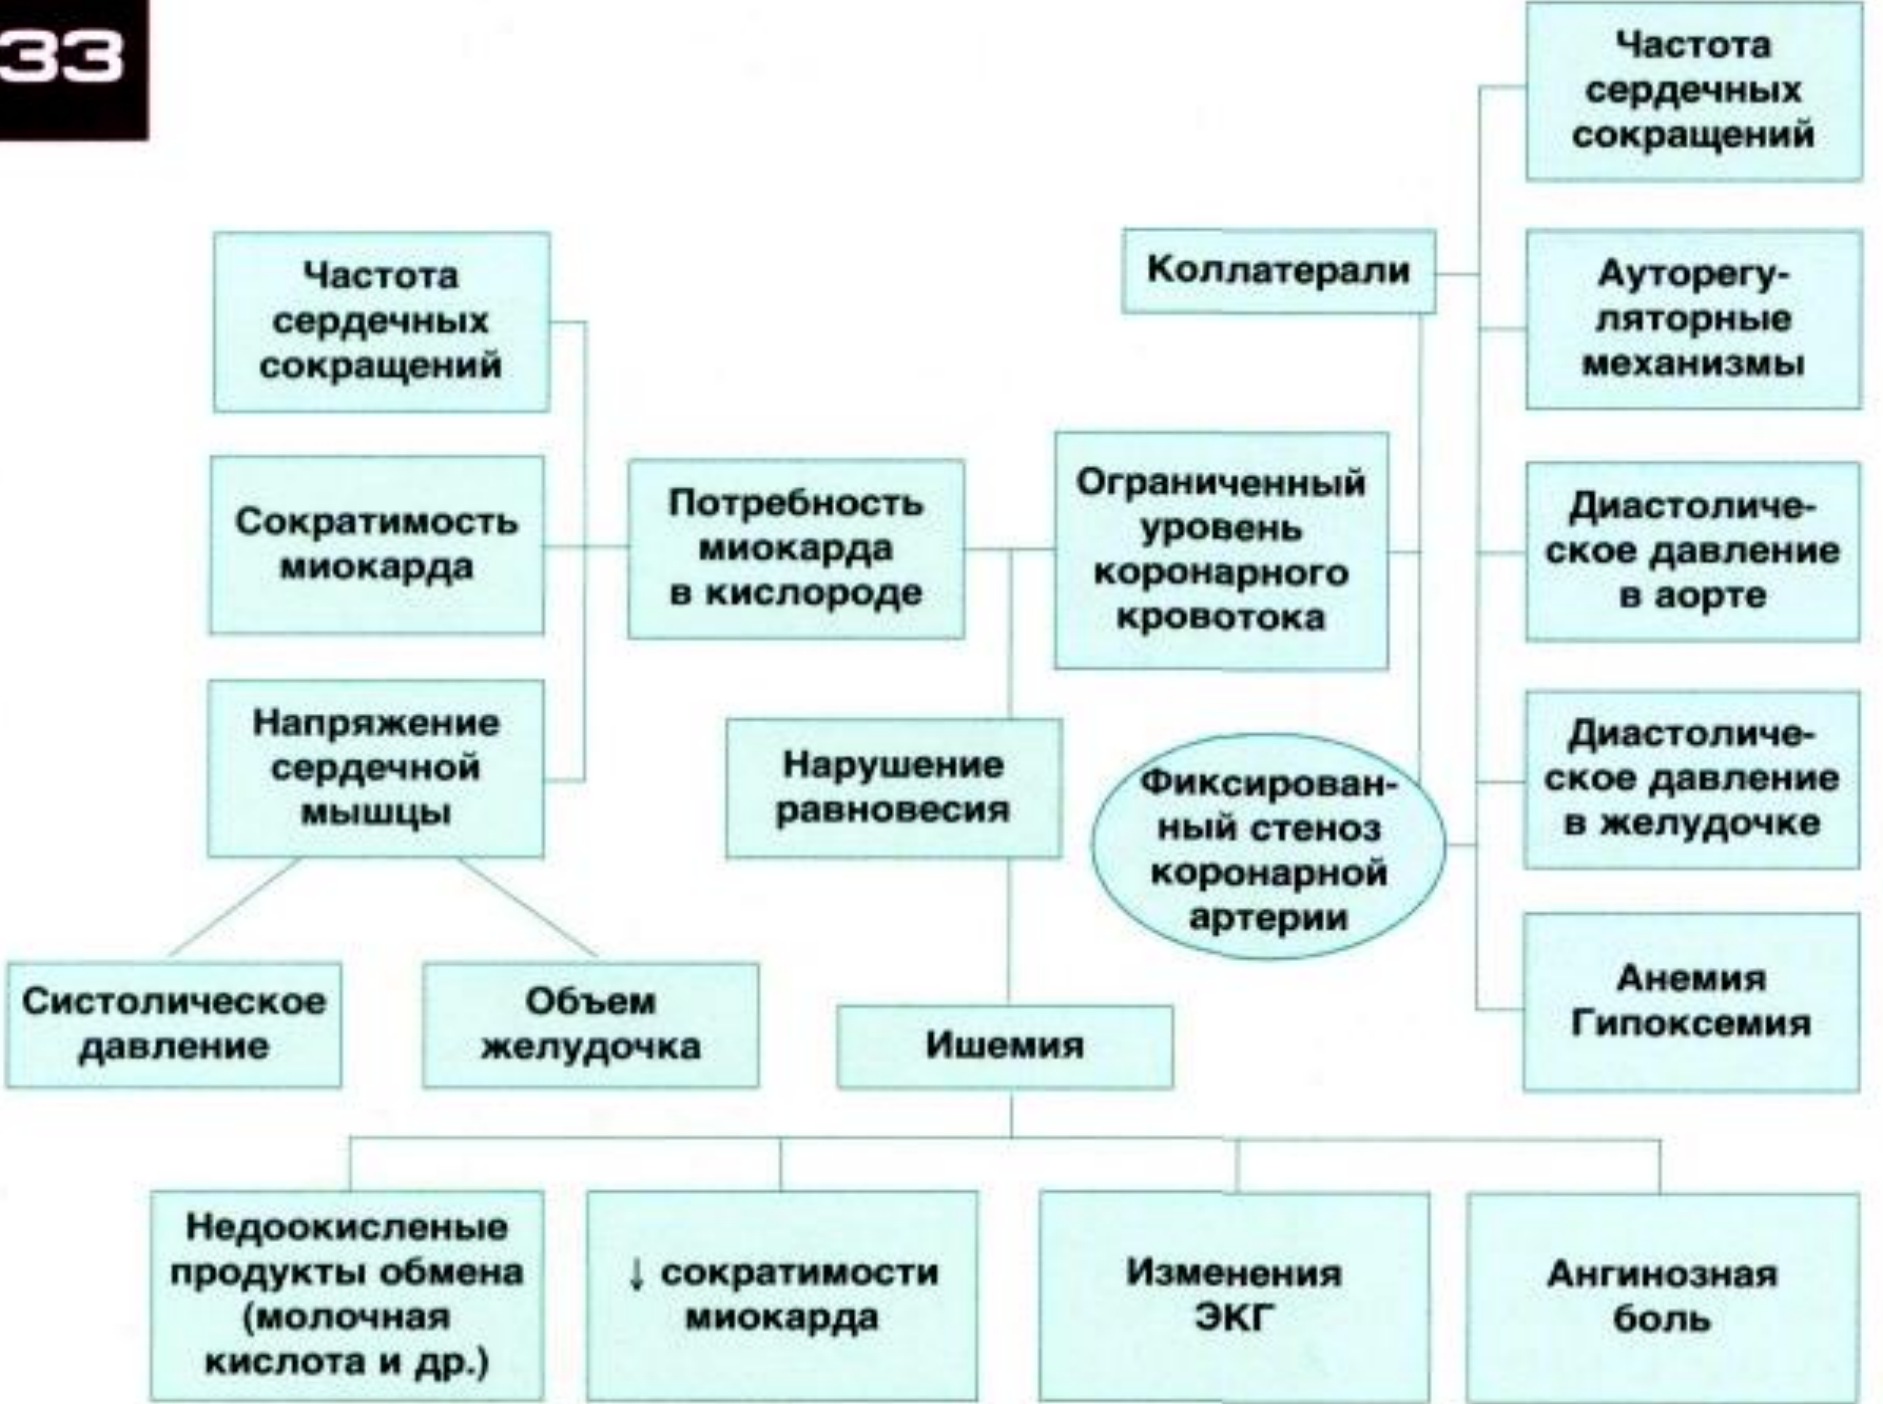 33
Частота
сердечных
сокращений
Коллатерали
Ауторегу-
ляторные
механизмы
Частота
сердечных
сокращений
Сократимость
миокарда
Потребность
миокарда
в кислороде
Ограниченный
уровень
коронарного
кровотока
Диастоличе-
ское давление
в аорте
Напряжение
сердечной
мышцы
Нарушение
равновесия
Фиксирован-
ный стеноз
коронарной
артерии
Диастоличе-
ское давление
в желудочке
Систолическое
давление
Объем
желудочка
Ишемия
Анемия
Гипоксемия
Недоокисленые
продукты обмена
(молочная
кислота и др.)
↓ сократимости
миокарда
Изменения
ЭКГ
Ангинозная
боль